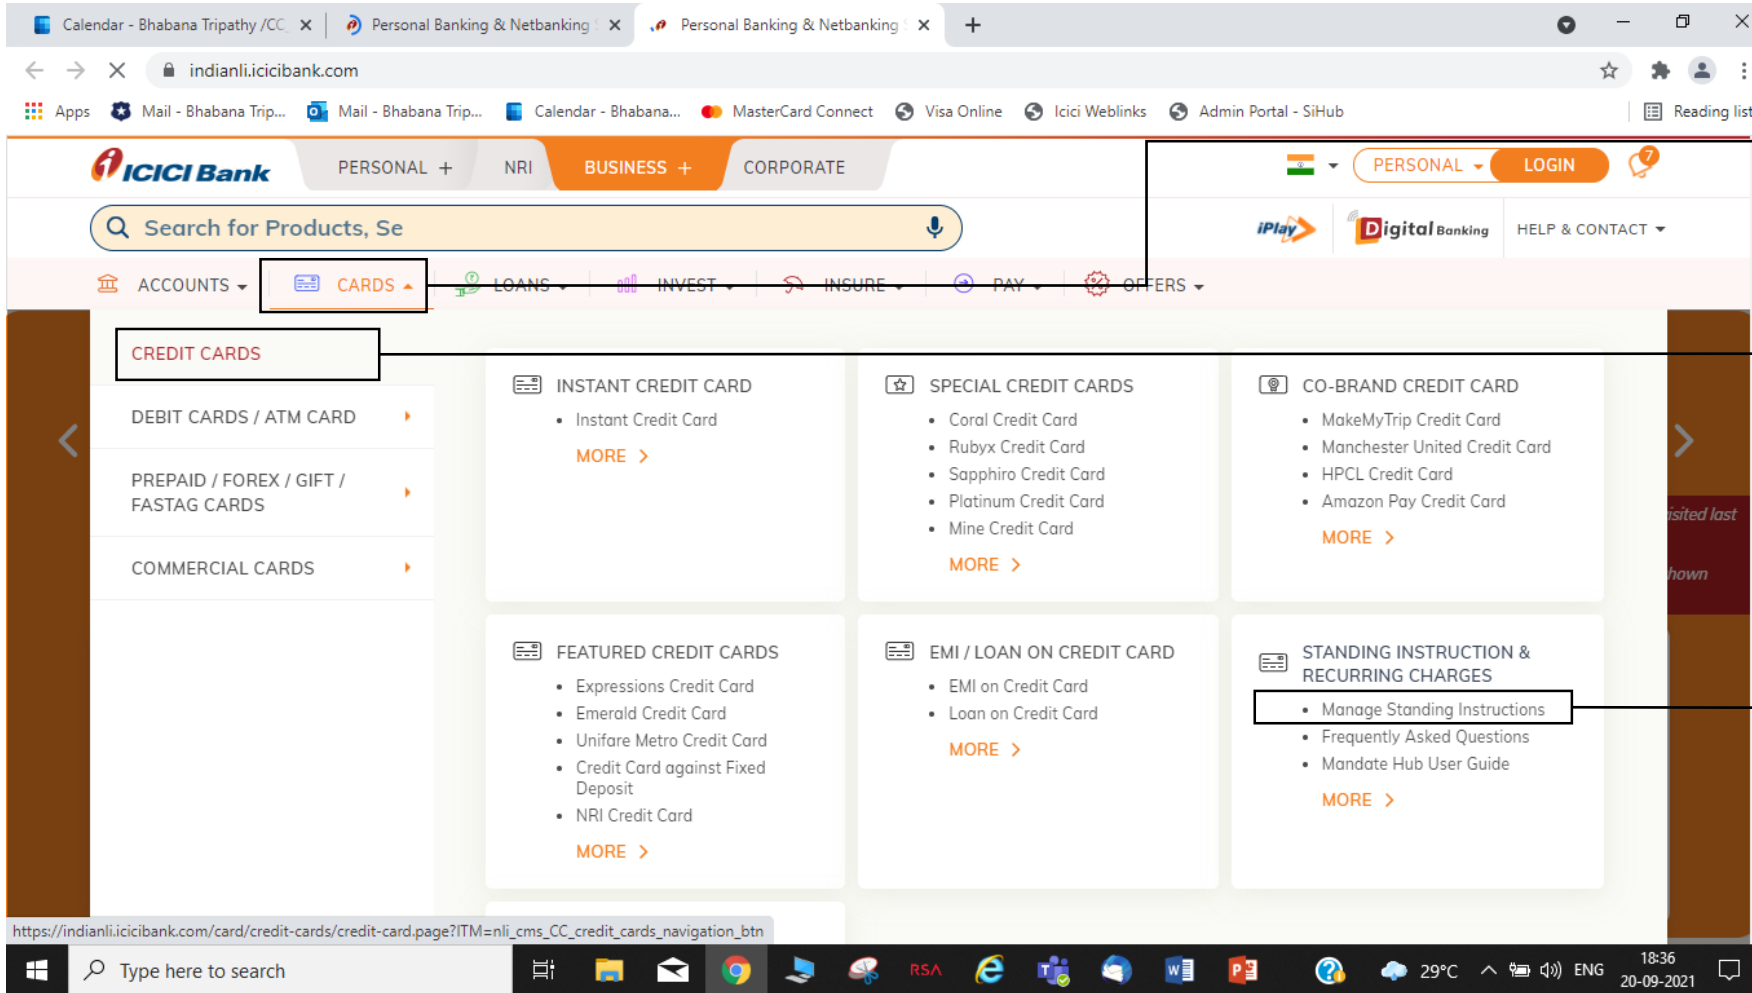 Calendar - Bhabana Tripathy /CC_
Personal Banking & Netbanking S
Personal Banking & Netbanking S
indianli.icicibank.com
Apps
Mail - Bhabana Trip...
Mail - Bhabana Trip...
Calendar - Bhabana...
MasterCard Connect
Visa Online
Icici Weblinks
Admin Portal - SiHub
Reading list
ICICI Bank
PERSONAL +
NRI
BUSINESS +
CORPORATE
PERSONAL
LOGIN
7
Search for Products, Se
iPlay
Digital Banking
HELP & CONTACT
ACCOUNTS
CARDS
LOANS
INVEST
INSURE
PAY
OFFERS
CREDIT CARDS
DEBIT CARDS / ATM CARD
PREPAID / FOREX / GIFT /
FASTAG CARDS
COMMERCIAL CARDS
INSTANT CREDIT CARD
• Instant Credit Card
MORE >
SPECIAL CREDIT CARDS
• Coral Credit Card
• Rubyx Credit Card
• Sapphiro Credit Card
• Platinum Credit Card
• Mine Credit Card
MORE >
CO-BRAND CREDIT CARD
• MakeMyTrip Credit Card
• Manchester United Credit Card
• HPCL Credit Card
• Amazon Pay Credit Card
MORE >
isited last
hown
FEATURED CREDIT CARDS
• Expressions Credit Card
• Emerald Credit Card
• Unifare Metro Credit Card
• Credit Card against Fixed
Deposit
• NRI Credit Card
MORE >
EMI / LOAN ON CREDIT CARD
• EMI on Credit Card
• Loan on Credit Card
MORE >
STANDING INSTRUCTION &
RECURRING CHARGES
• Manage Standing Instructions
• Frequently Asked Questions
• Mandate Hub User Guide
MORE >
https://indianli.icicibank.com/card/credit-cards/credit-card.page?ITM=nli_cms_CC_credit_cards_navigation_btn
Type here to search
RSA
29°C
ENG
18:36
20-09-2021